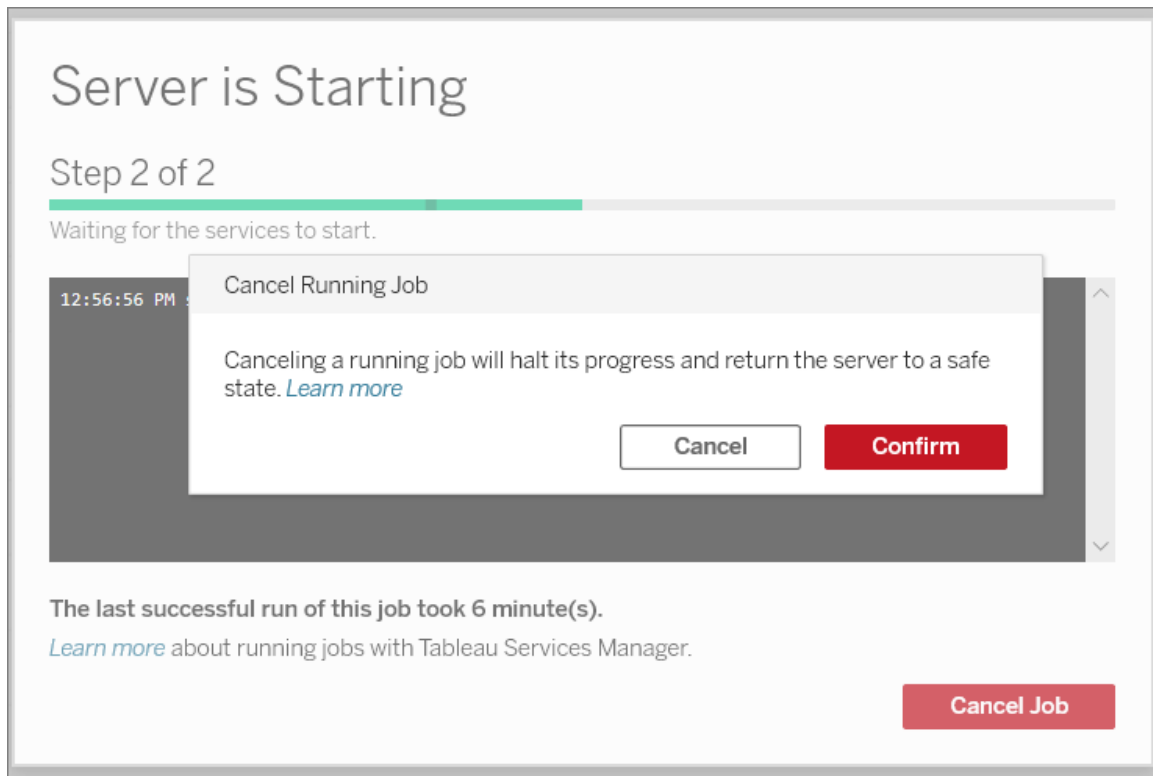 Server is Starting
Step 2 of 2
Waiting for the services to start.
12:56:56 PM
Cancel Running Job
Canceling a running job will halt its progress and return the server to a safe
state. Learn more
Cancel
Confirm
The last successful run of this job took 6 minute(s).
Learn more about running jobs with Tableau Services Manager.
Cancel Job